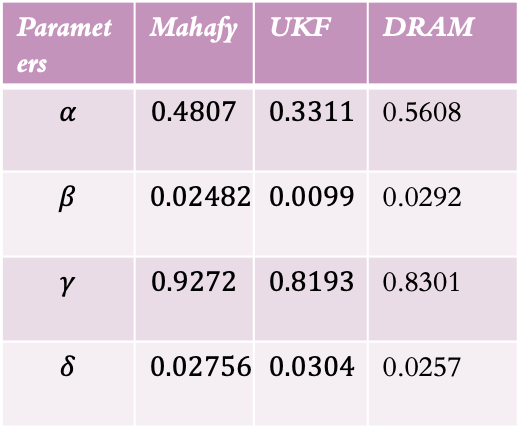 Paramet Mahafy UKF DRAM
ers
α 0.4807 0.3311 0.5608
β 0.02482 0.0099 0.0292
γ 0.9272 0.8193 0.8301
δ 0.02756 0.0304 0.0257